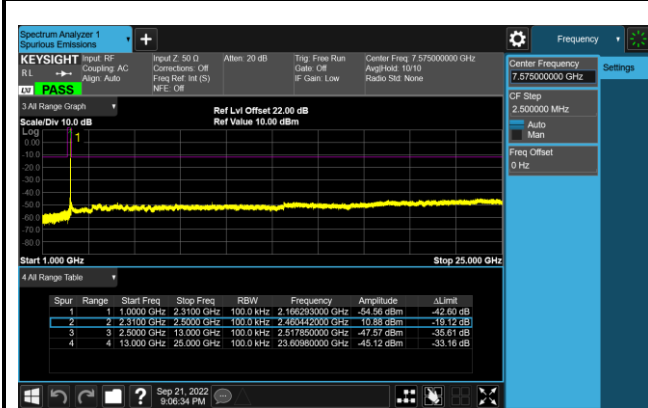 Spectrum Analyzer 1
Spurious Emissions
+
Frequency
KEYSIGHT Input: RF Input Z: 50 Ω Atten: 20 dB Trig: Free Run Center Freq: 7.575000000 GHz
RL Coupling: AC Corrections: Off Gate: Off Avg|Hold: 10/10
Align: Auto Freq Ref: Int (S) IF Gain: Low Radio Std: None
LXI PASS NFE: Off
Center Frequency
7.575000000 GHz
Settings
CF Step
2.500000 MHz
Auto
Man
Freq Offset
0 Hz
3 All Range Graph
Ref Lvl Offset 22.00 dB
Scale/Div 10.0 dB Ref Value 10.00 dBm
Log
1
0.00
-10.0
-20.0
-30.0
-40.0
-50.0
-60.0
-70.0
-80.0
Start 1.000 GHz Stop 25.000 GHz
4 All Range Table
Spur Range Start Freq Stop Freq RBW Frequency Amplitude ΔLimit
1 1 1.0000 GHz 2.3100 GHz 100.0 kHz 2.166293000 GHz -54.56 dBm -42.60 dB
2 2 2.3100 GHz 2.5000 GHz 100.0 kHz 2.460442000 GHz 10.88 dBm -19.12 dB
3 3 2.5000 GHz 13.000 GHz 100.0 kHz 2.517850000 GHz -47.57 dBm -35.61 dB
4 4 13.000 GHz 25.000 GHz 100.0 kHz 23.60980000 GHz -45.12 dBm -33.16 dB
? Sep 21, 2022
9:06:34 PM